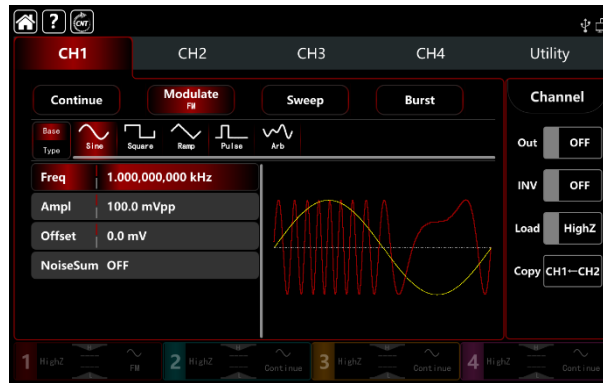 ? CNT
CH1 CH2 CH3 CH4 Utility
Continue Modulate Sweep Burst Channel
FM
Base
Type Sine Square Ramp Pulse Arb
Out OFF
Freq 1.000,000,000 kHz
INV OFF
Ampl 100.0 mVpp
Offset 0.0 mV
Load HighZ
NoiseSum OFF
Copy CH1←CH2
1 HighZ FM 2 HighZ Continue 3 HighZ Continue 4 HighZ Continue